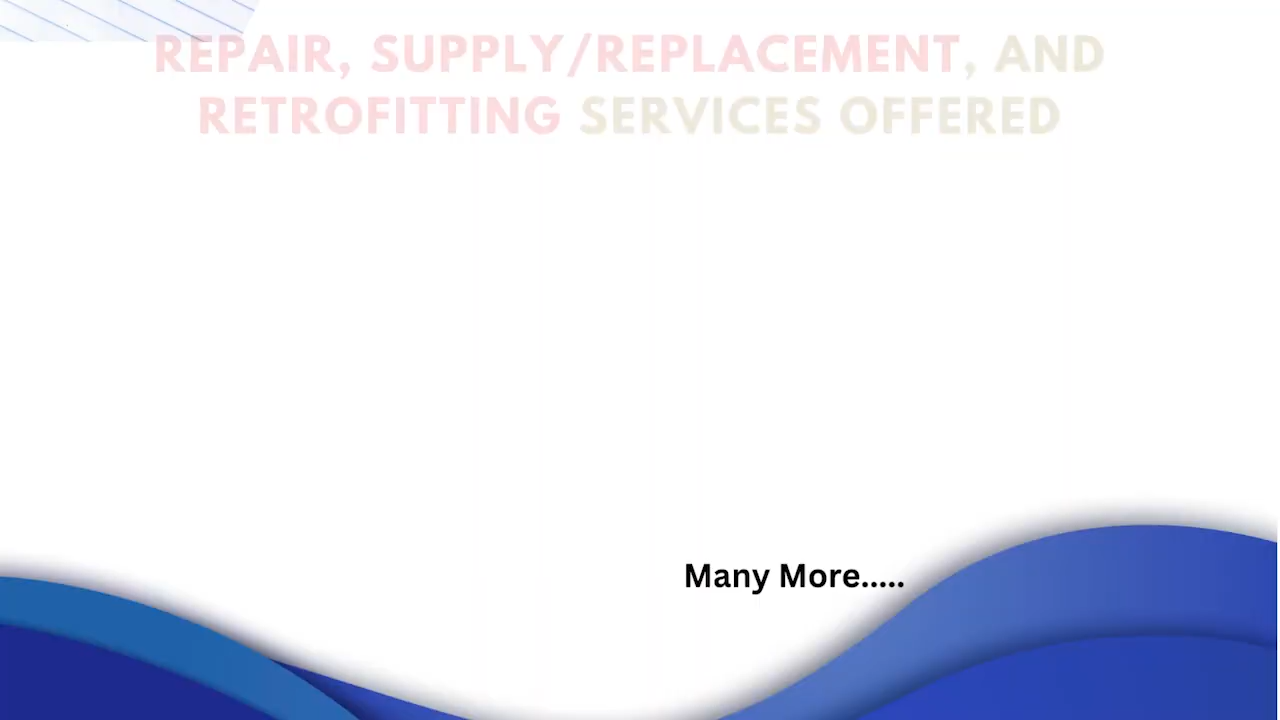 REPAIR, SUPPLY/REPLACEMENT, AND
RETROFITTING SERVICES OFFERED
Many More.....